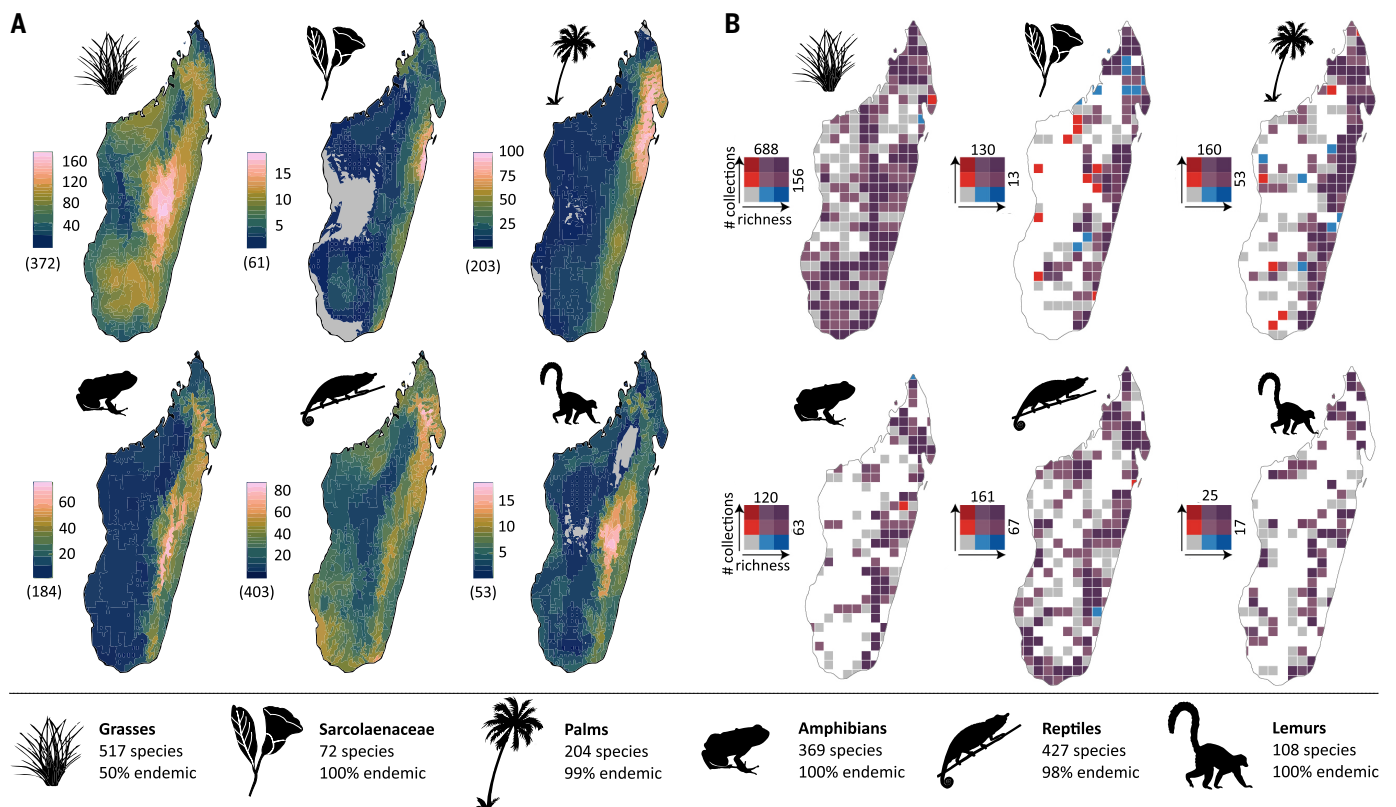 A
160
120
80
40
(372)
15
10
5
(61)
100
75
50
25
(203)
60
40
20
(184)
80
60
40
20
(403)
15
10
5
(53)
B
688
156
# collections
richness
130
13
160
53
120
63
# collections
richness
161
67
25
17
Grasses
517 species
50% endemic
Sarcolaenaceae
72 species
100% endemic
Palms
204 species
99% endemic
Amphibians
369 species
100% endemic
Reptiles
427 species
98% endemic
Lemurs
108 species
100% endemic